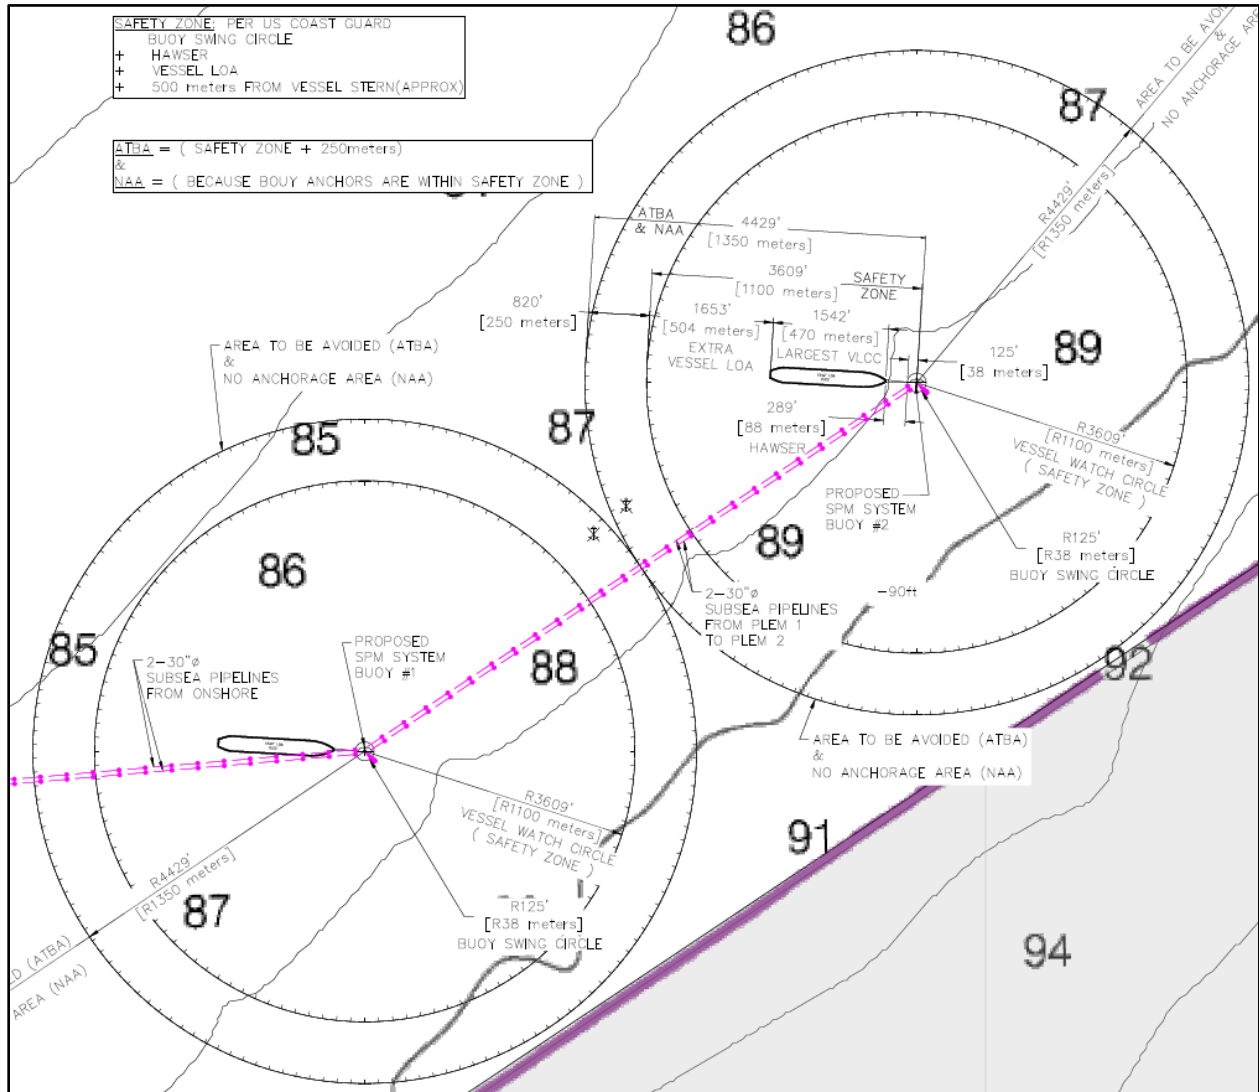 SAFETY ZONE: PER US COAST GUARD
BUOY SWING CIRCLE
+ HAWSER
+ VESSEL LOA
+ 500 meters FROM VESSEL STERN(APPROX)
ATBA = ( SAFETY ZONE + 250meters)
&
NAA = ( BECAUSE BOUY ANCHORS ARE WITHIN SAFETY ZONE )
86
87
AREA TO BE AVOIDED
&
NO ANCHORAGE AREA
R4429'
[R1350 meters]
ATBA
& NAA
4429'
[1350 meters]
3609'
[1100 meters]
SAFETY
ZONE
820'
[250 meters]
1653'
[504 meters]
EXTRA
VESSEL LOA
1542'
[470 meters]
LARGEST VLCC
125'
[38 meters]
89
289'
[88 meters]
HAWSER
R3609'
[R1100 meters]
VESSEL WATCH CIRCLE
( SAFETY ZONE )
PROPOSED
SPM SYSTEM
BUOY #2
R125'
[R38 meters]
BUOY SWING CIRCLE
AREA TO BE AVOIDED (ATBA)
&
NO ANCHORAGE AREA (NAA)
85
87
89
86
-90ft
2-30"ø
SUBSEA PIPELINES
FROM PLEM 1
TO PLEM 2
85
2-30"ø
SUBSEA PIPELINES
FROM ONSHORE
PROPOSED
SPM SYSTEM
BUOY #1
88
92
AREA TO BE AVOIDED (ATBA)
&
NO ANCHORAGE AREA (NAA)
R3609'
[R1100 meters]
VESSEL WATCH CIRCLE
( SAFETY ZONE )
91
R4429'
[R1350 meters]
87
R125'
[R38 meters]
BUOY SWING CIRCLE
94
ED (ATBA)
AREA (NAA)